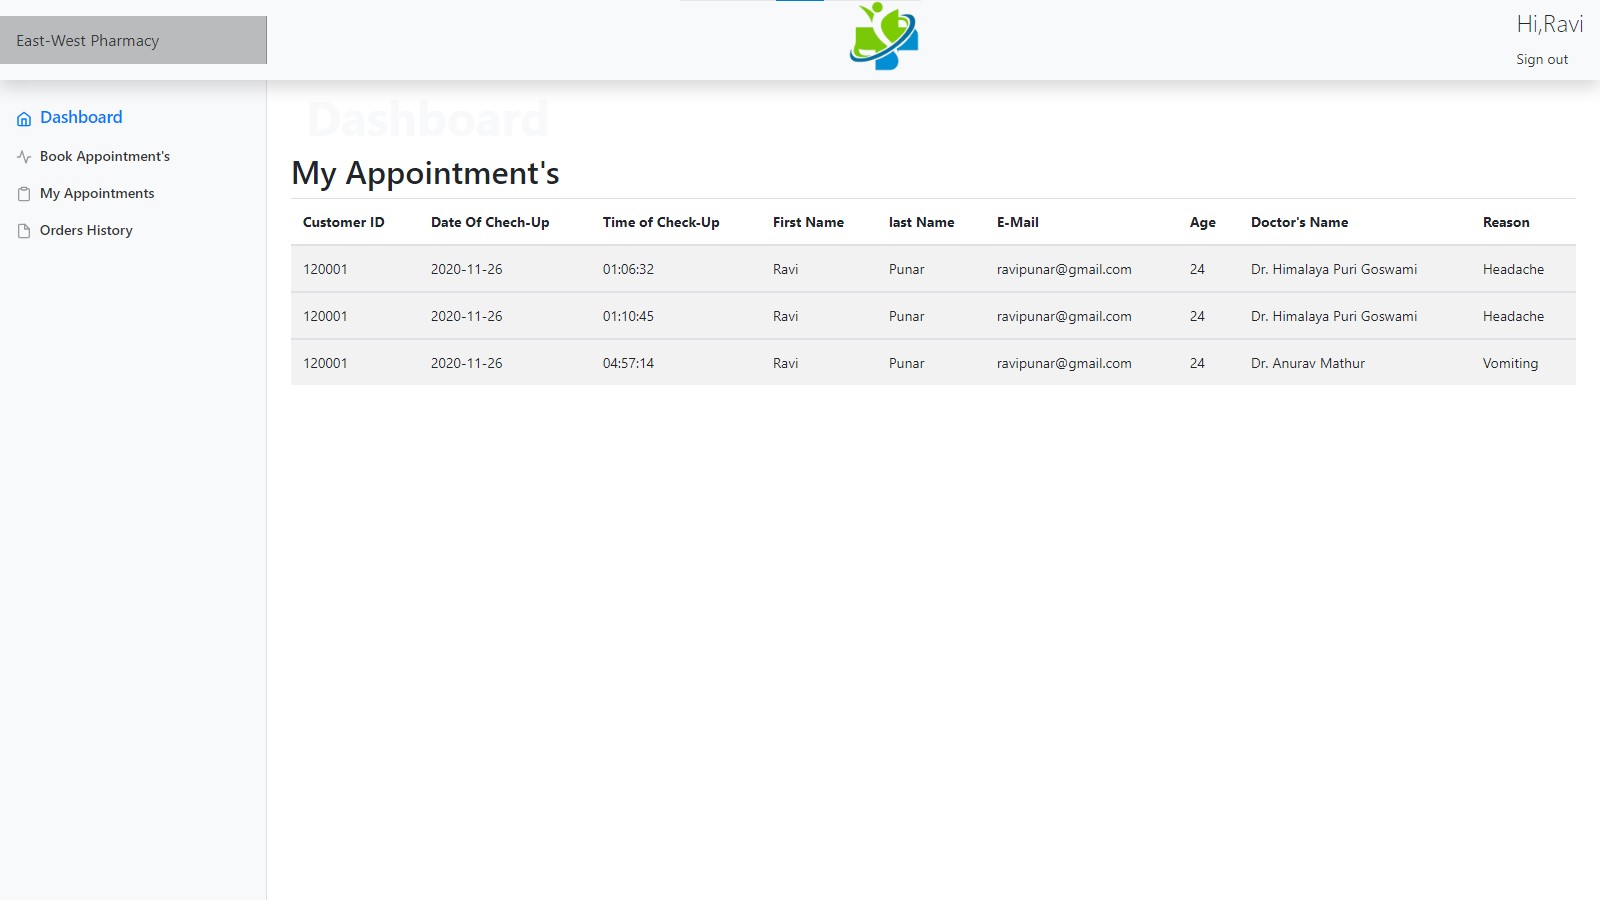 East-West Pharmacy
Hi,Ravi
Sign out
Dashboard
Book Appointment's
My Appointments
Orders History
Dashboard
My Appointment's
Customer ID Date Of Chech-Up Time of Check-Up First Name last Name E-Mail Age Doctor's Name Reason
120001 2020-11-26 01:06:32 Ravi Punar ravipunar@gmail.com 24 Dr. Himalaya Puri Goswami Headache
120001 2020-11-26 01:10:45 Ravi Punar ravipunar@gmail.com 24 Dr. Himalaya Puri Goswami Headache
120001 2020-11-26 04:57:14 Ravi Punar ravipunar@gmail.com 24 Dr. Anurav Mathur Vomiting